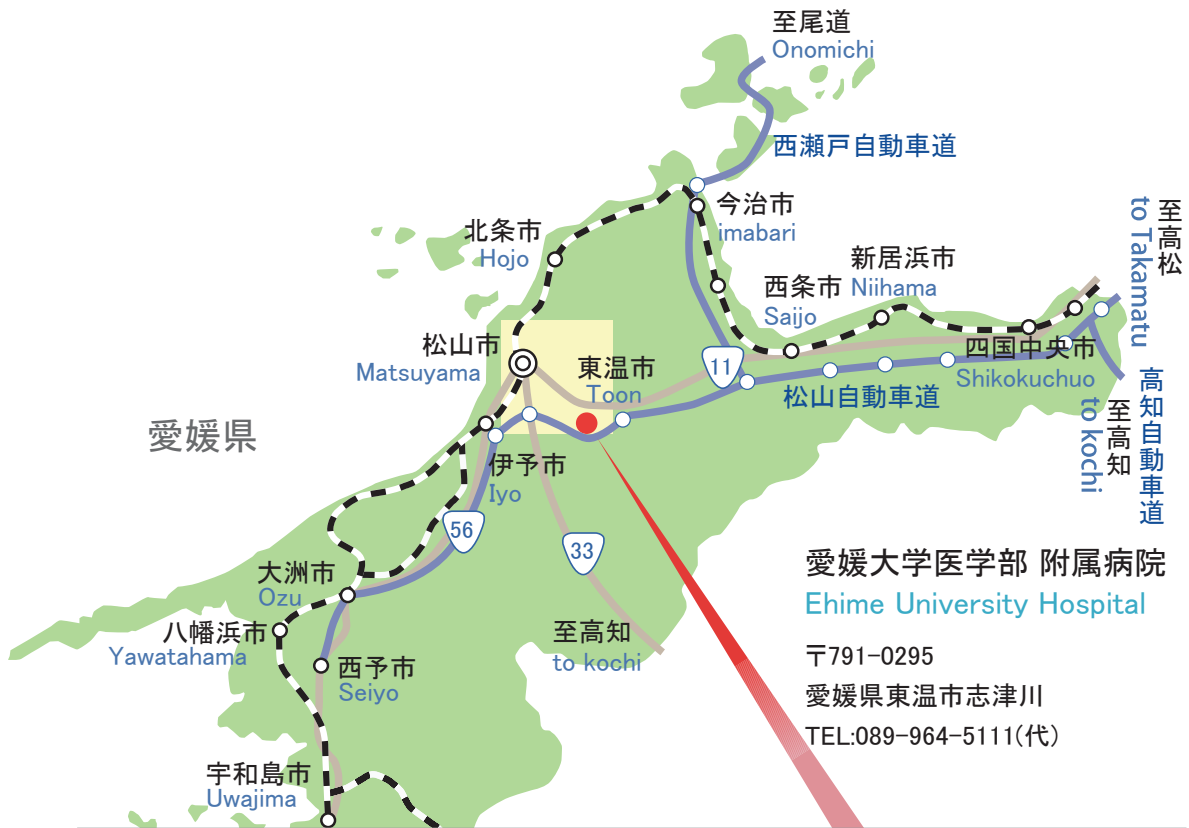 至尾道
Onomichi
西瀬戸自動車道
今治市
imabari
北条市
Hojo
新居浜市
Niihama
西条市
Saijo
至高松
to Takamatu
松山市
Matsuyama
東温市
Toon
11
四国中央市
Shikokuchuo
松山自動車道
高知自動車道
至高知
to kochi
愛媛県
伊予市
Iyo
56
33
大洲市
Ozu
八幡浜市
Yawatahama
西予市
Seiyo
至高知
to kochi
宇和島市
Uwajima
愛媛大学医学部 附属病院
Ehime University Hospital
〒791-0295
愛媛県東温市志津川
TEL:089-964-5111(代)